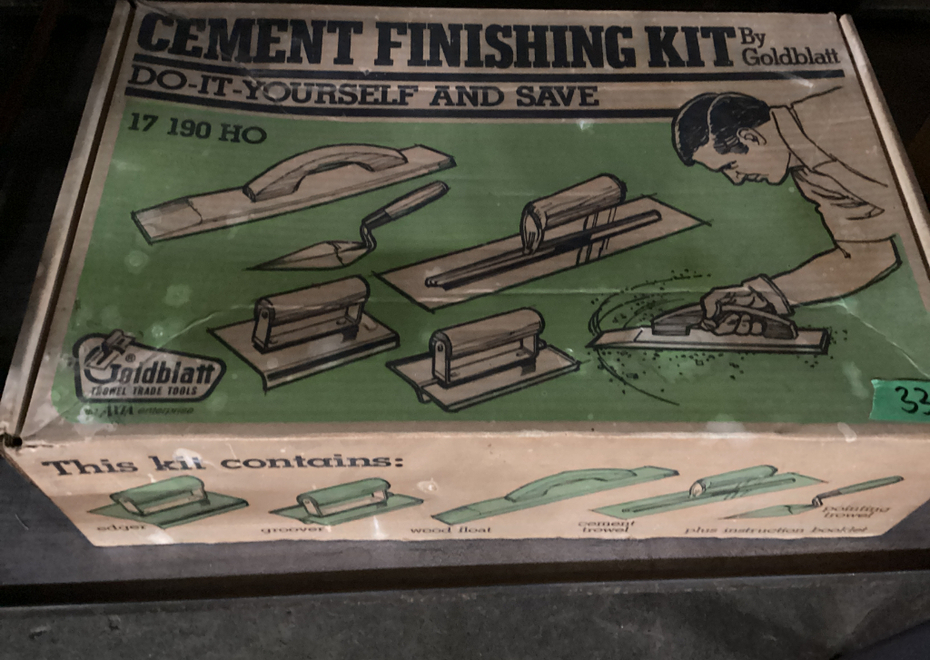 CEMENT FINISHING KIT By Goldblatt
DO-IT-YOURSELF AND SAVE
17 190 HO
Goldblatt
TROWEL TRADE TOOLS
enterprise
33
This kit contains:
edger groover wood float cement trowel pointing trowel
plus instruction booklet